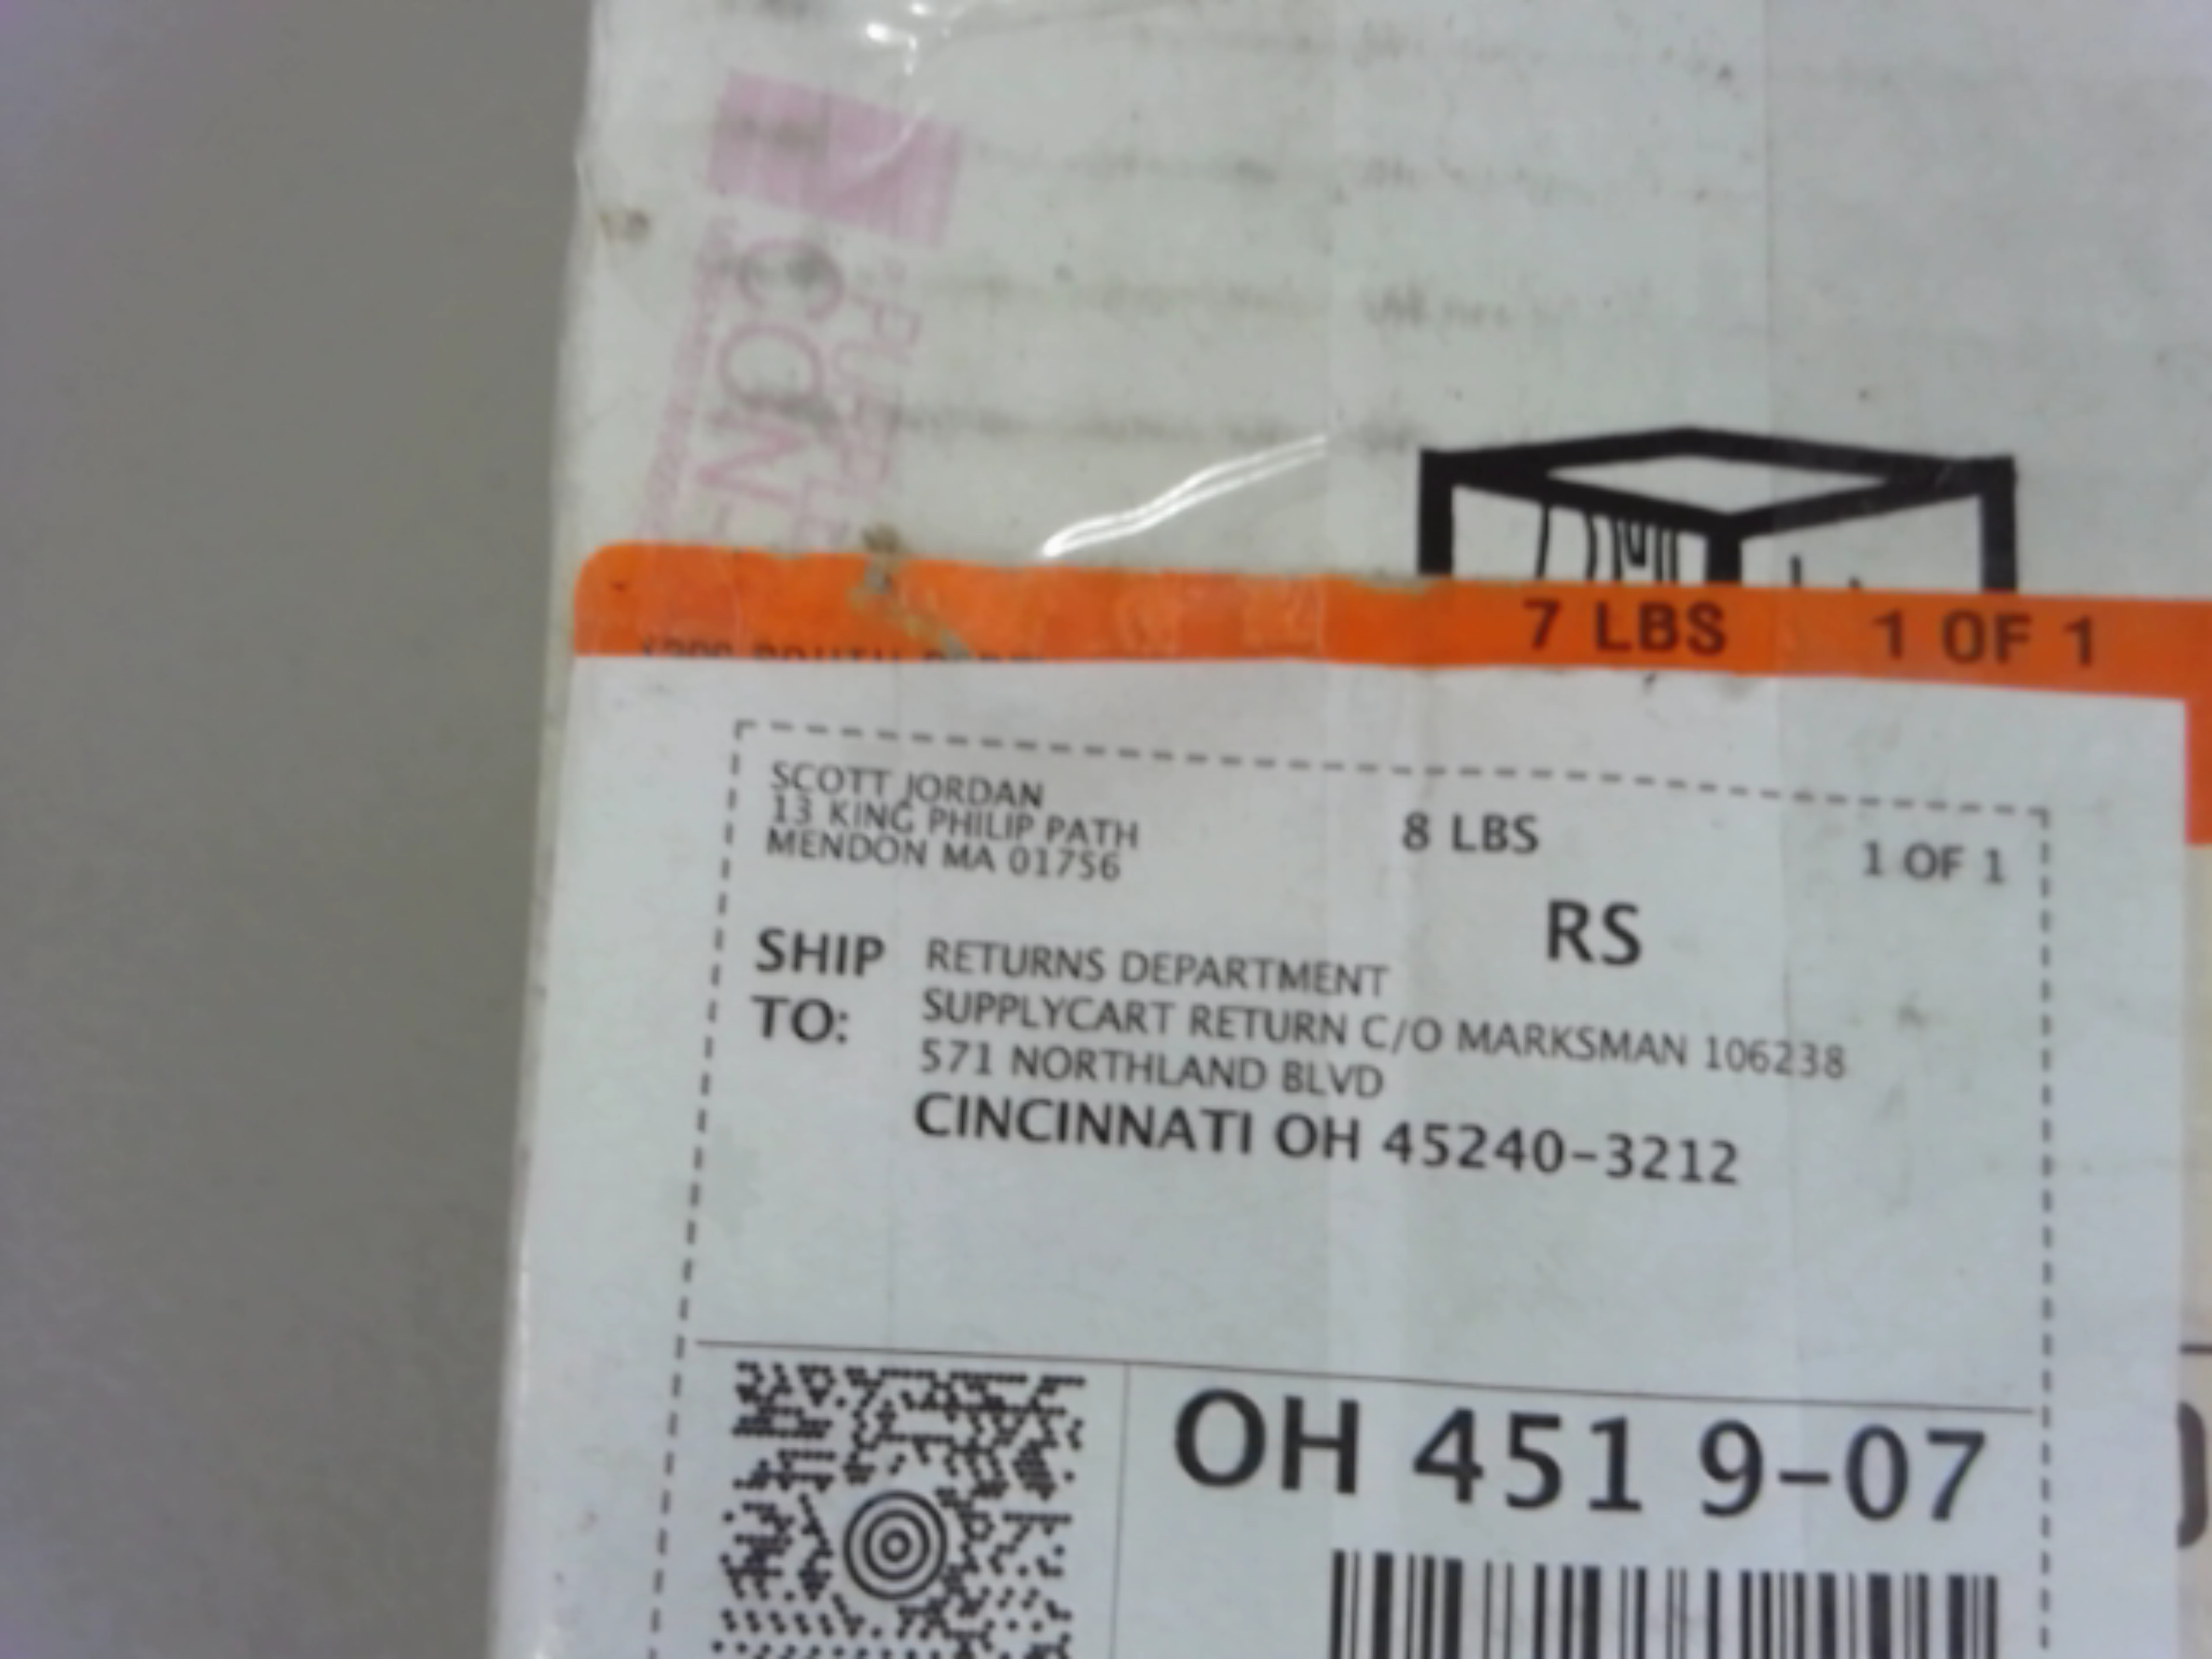 7 LBS 1 OF 1
SCOTT JORDAN
13 KING PHILIP PATH
MENDON MA 01756
8 LBS
1 OF 1
RS
SHIP TO:
RETURNS DEPARTMENT
SUPPLYCART RETURN C/O MARKSMAN 106238
571 NORTHLAND BLVD
CINCINNATI OH 45240-3212
OH 451 9-07